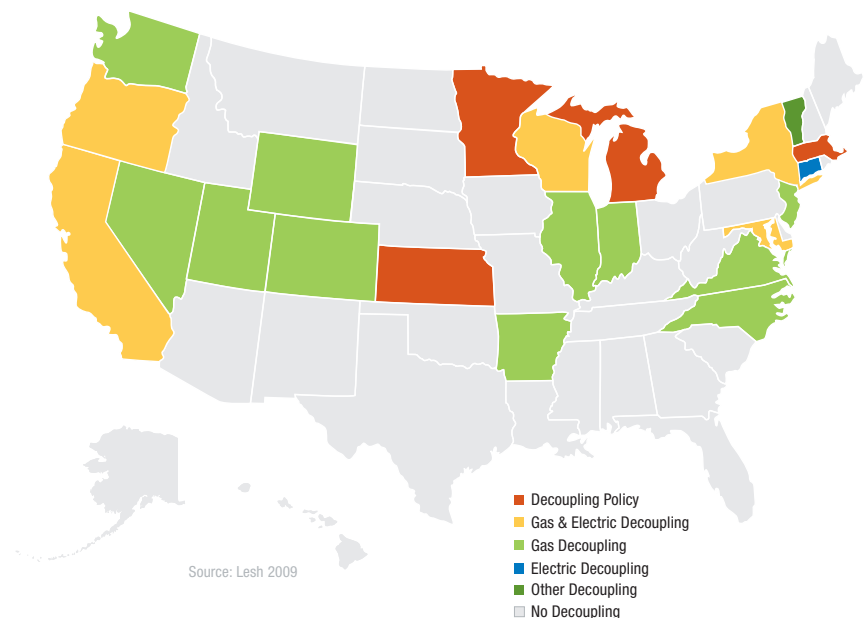 Decoupling Policy
Gas & Electric Decoupling
Gas Decoupling
Electric Decoupling
Other Decoupling
No Decoupling
Source: Lesh 2009